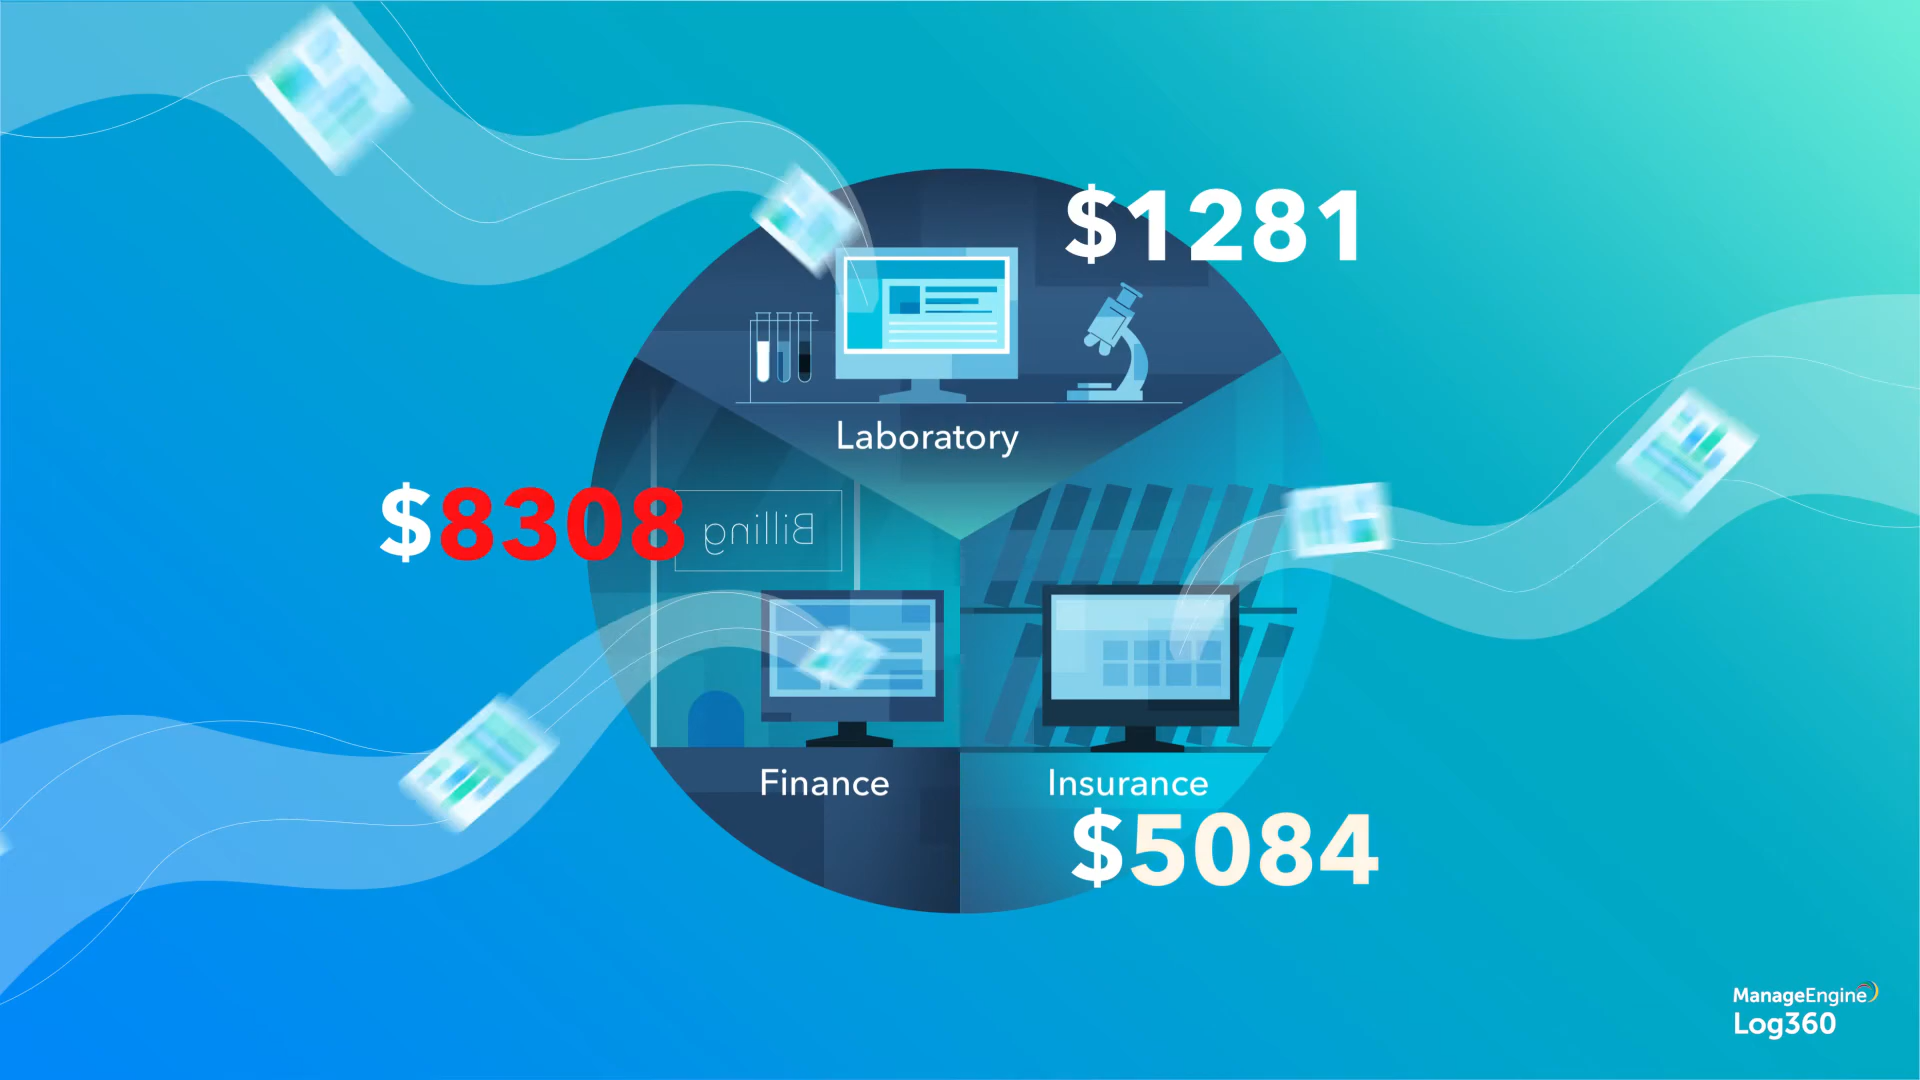 $1281
Laboratory
$8308
Billing
Finance
Insurance
$5084
ManageEngine
Log360